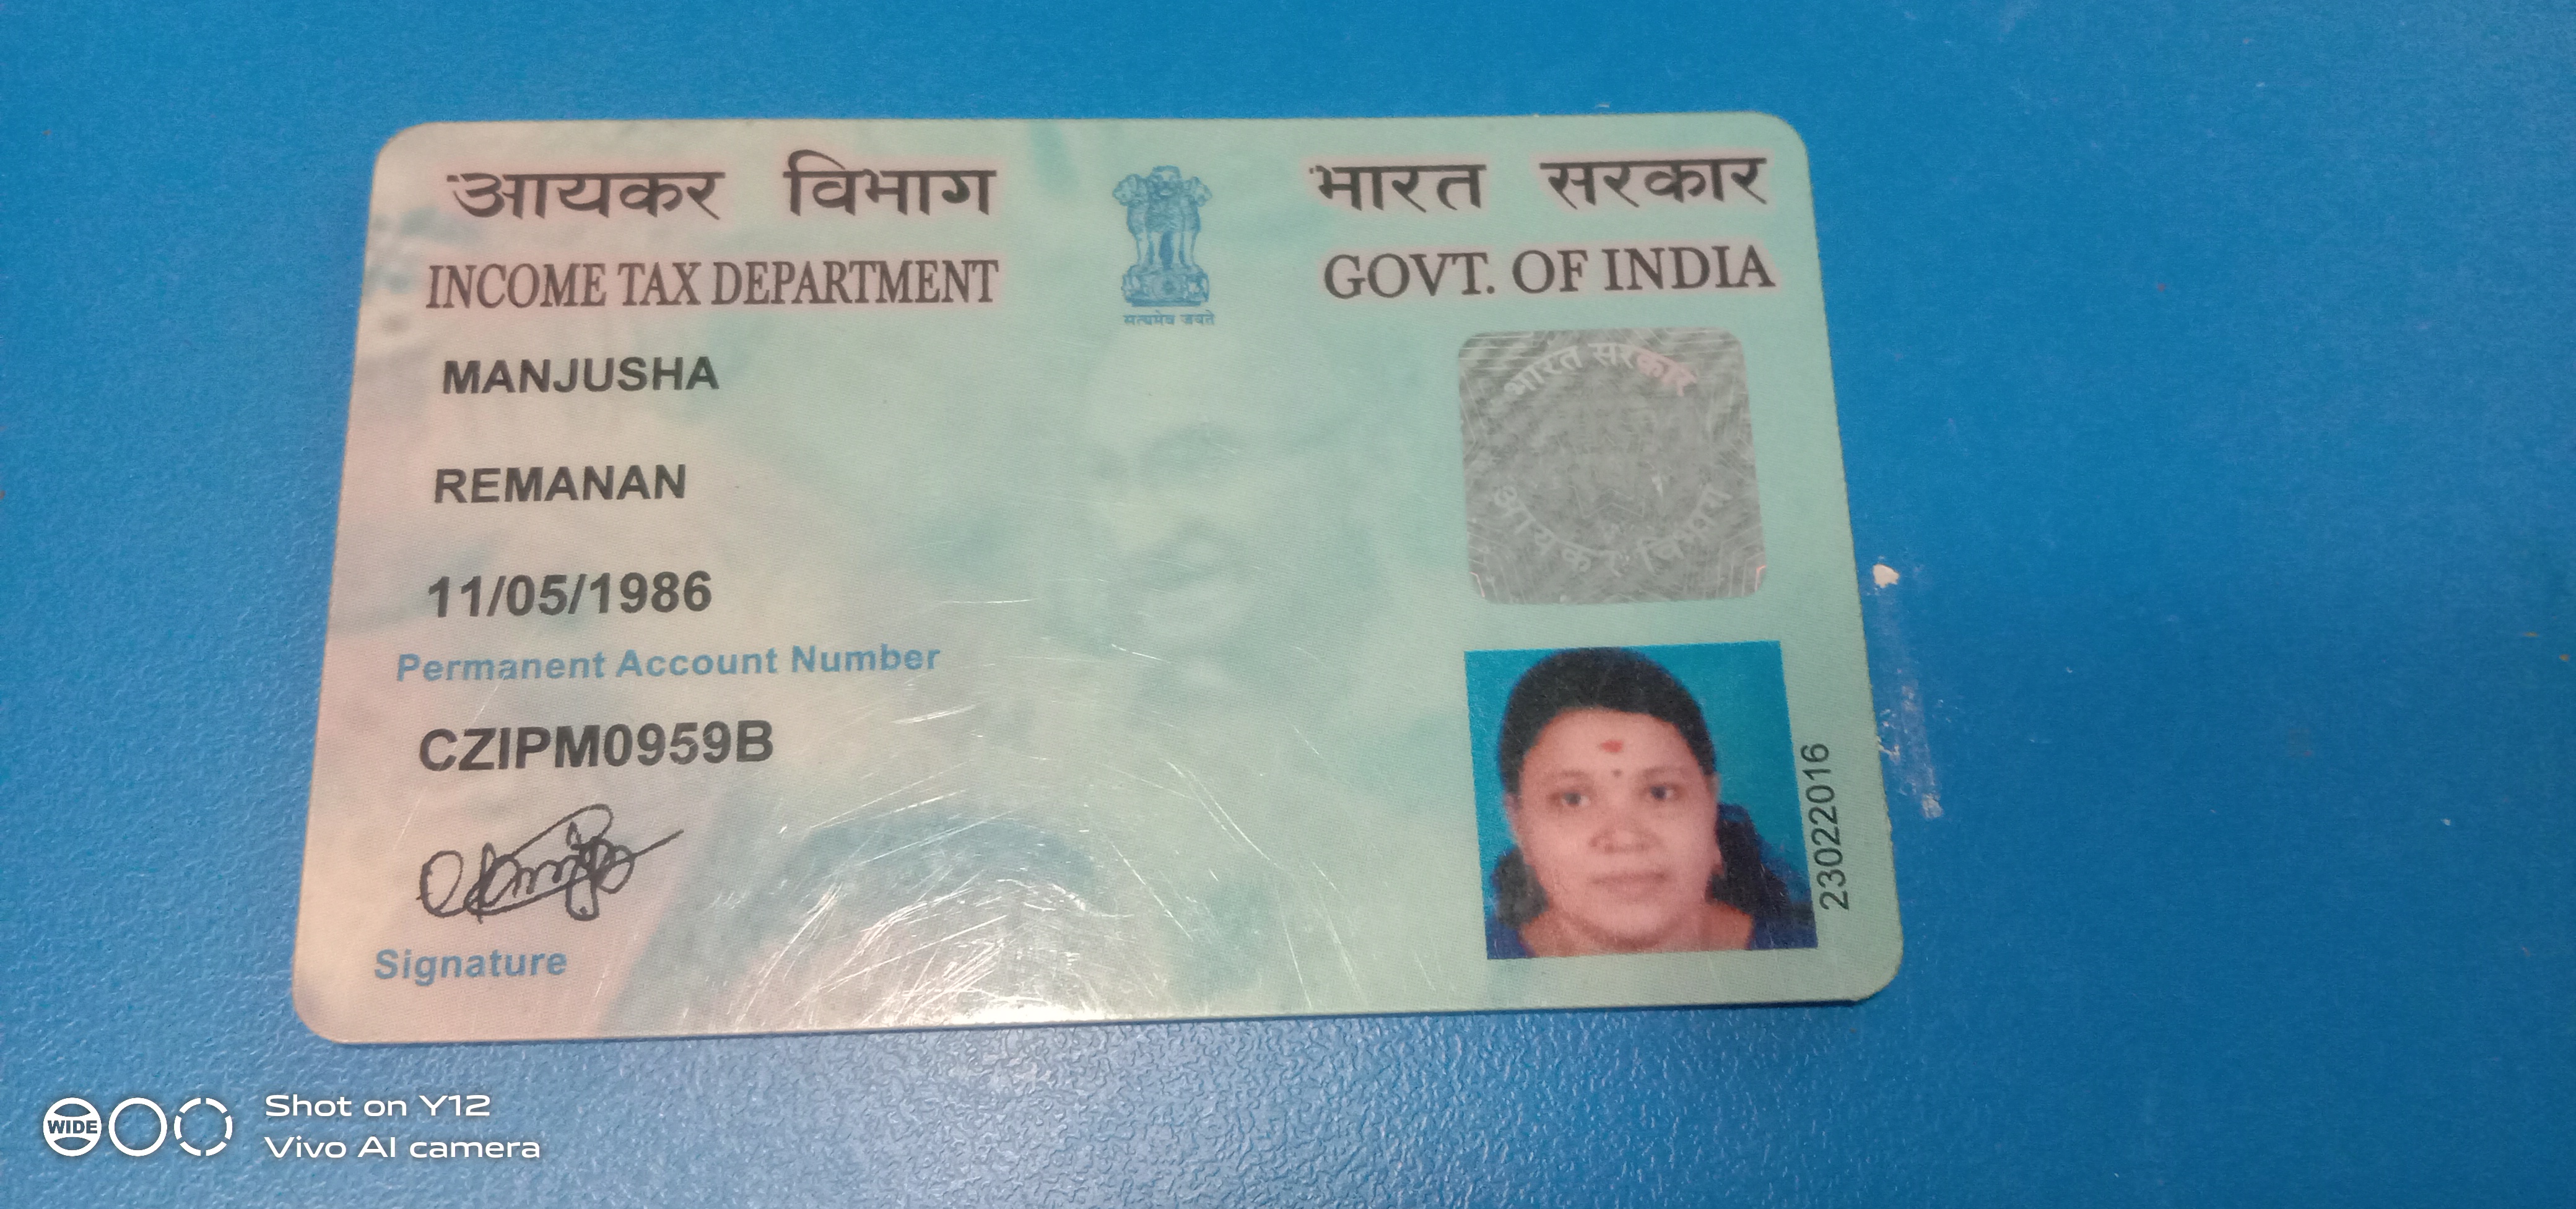 आयकर विभाग
INCOME TAX DEPARTMENT
सत्यमेव जयते
भारत सरकार
GOVT. OF INDIA
MANJUSHA
REMANAN
11/05/1986
Permanent Account Number
CZIPM0959B
Signature
भारत सरकार
आयकर विभाग
23022016
WIDE
Shot on Y12
Vivo AI camera